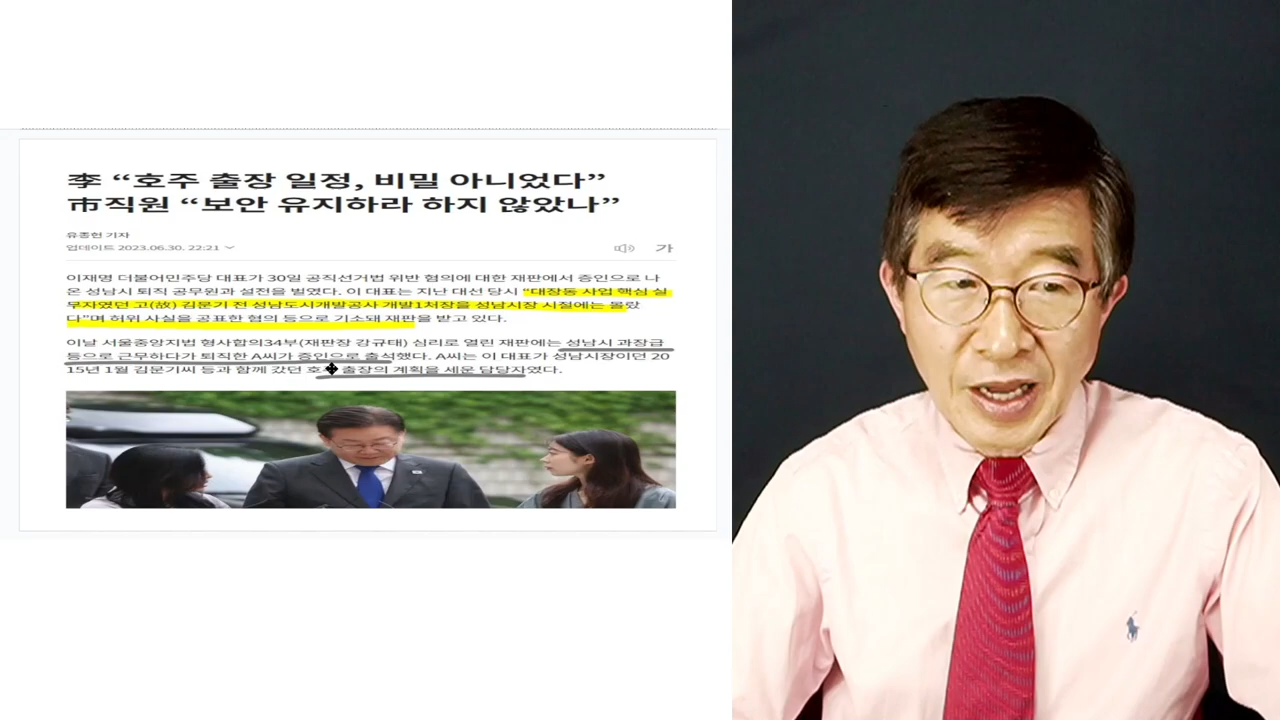 李 “호주 출장 일정, 비밀 아니었다”
市직원 “보안 유지하라 하지 않았나”
유종헌 기자
업데이트 2023.06.30. 22:21
가
이재명 더불어민주당 대표가 30일 공직선거법 위반 혐의에 대한 재판에서 증인으로 나
온 성남시 퇴직 공무원과 설전을 벌였다. 이 대표는 지난 대선 당시 “대장동 사업 핵심 실
무자였던 고(故) 김문기 전 성남도시개발공사 개발1처장을 성남시장 시절에는 몰랐
다”며 허위 사실을 공표한 혐의 등으로 기소돼 재판을 받고 있다.
이날 서울중앙지법 형사합의34부(재판장 강규태) 심리로 열린 재판에는 성남시 과장급
등으로 근무하다가 퇴직한 A씨가 증인으로 출석했다. A씨는 이 대표가 성남시장이던 20
15년 1월 김문기씨 등과 함께 갔던 호 출장의 계획을 세운 담당자였다.